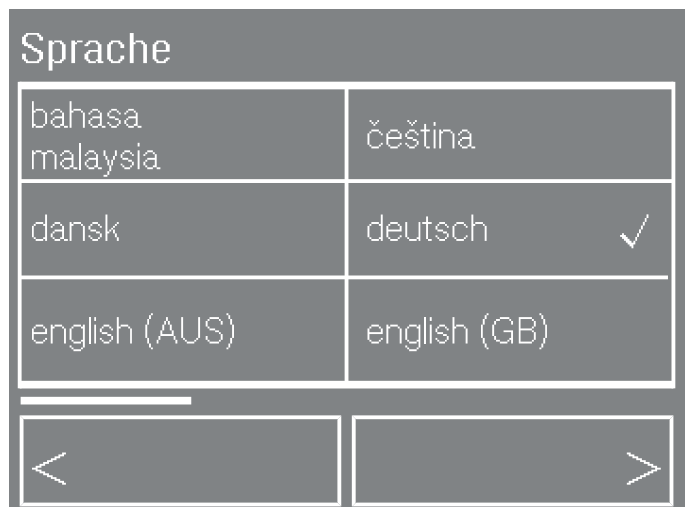 Sprache
bahasa
malaysia
čeština
dansk
deutsch ✓
english (AUS)
english (GB)
< >